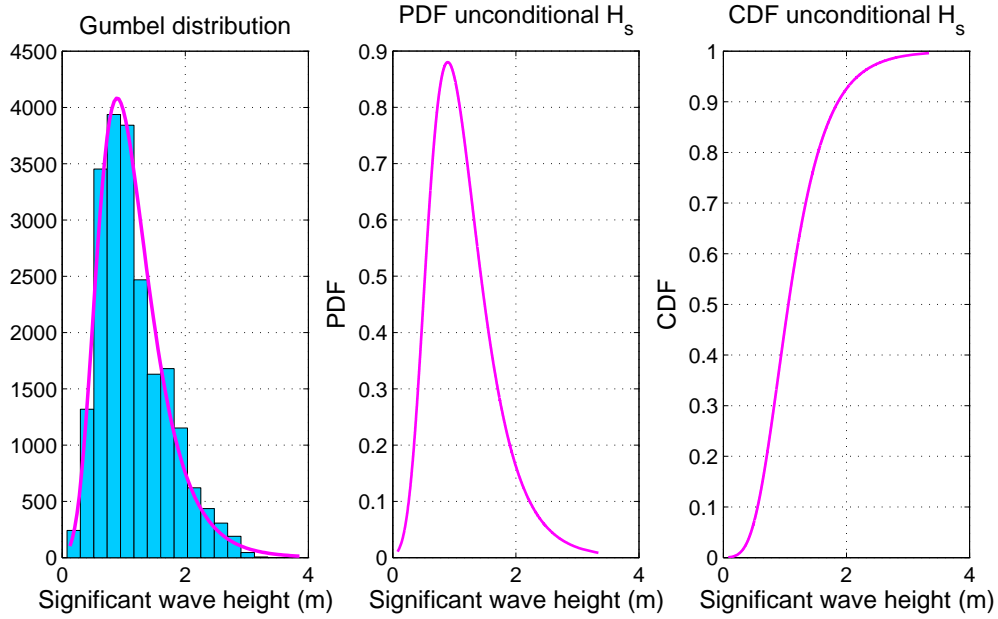 Gumbel distribution
4500
4000
3500
3000
2500
2000
1500
1000
500
0
0 2 4
Significant wave height (m)
PDF unconditional H_s
PDF
0.9
0.8
0.7
0.6
0.5
0.4
0.3
0.2
0.1
0
0 2 4
Significant wave height (m)
CDF unconditional H_s
CDF
1
0.9
0.8
0.7
0.6
0.5
0.4
0.3
0.2
0.1
0
0 2 4
Significant wave height (m)